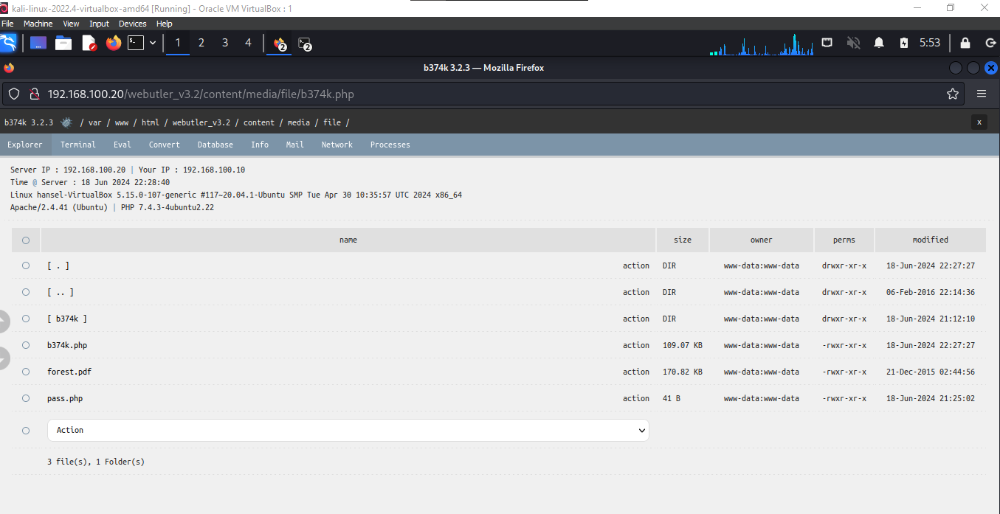 kali-linux-2022.4-virtualbox-amd64 [Running] - Oracle VM VirtualBox : 1
File Machine View Input Devices Help
1 2 3 4 2 2 5:53
b374k 3.2.3 — Mozilla Firefox
192.168.100.20/webutler_v3.2/content/media/file/b374k.php
b374k 3.2.3 / var / www / html / webutler_v3.2 / content / media / file / x
Explorer Terminal Eval Convert Database Info Mail Network Processes
Server IP : 192.168.100.20 | Your IP : 192.168.100.10
Time @ Server : 18 Jun 2024 22:28:40
Linux hansel-VirtualBox 5.15.0-107-generic #117~20.04.1-Ubuntu SMP Tue Apr 30 10:35:57 UTC 2024 x86_64
Apache/2.4.41 (Ubuntu) | PHP 7.4.3-4ubuntu2.22
name size owner perms modified
[ . ] action DIR www-data:www-data drwxr-xr-x 18-Jun-2024 22:27:27
[ .. ] action DIR www-data:www-data drwxr-xr-x 06-Feb-2016 22:14:36
[ b374k ] action DIR www-data:www-data drwxr-xr-x 18-Jun-2024 21:12:10
b374k.php action 109.07 KB www-data:www-data -rwxr-xr-x 18-Jun-2024 22:27:27
forest.pdf action 170.82 KB www-data:www-data -rwxr-xr-x 21-Dec-2015 02:44:56
pass.php action 41 B www-data:www-data -rwxr-xr-x 18-Jun-2024 21:25:02
Action
3 file(s), 1 Folder(s)